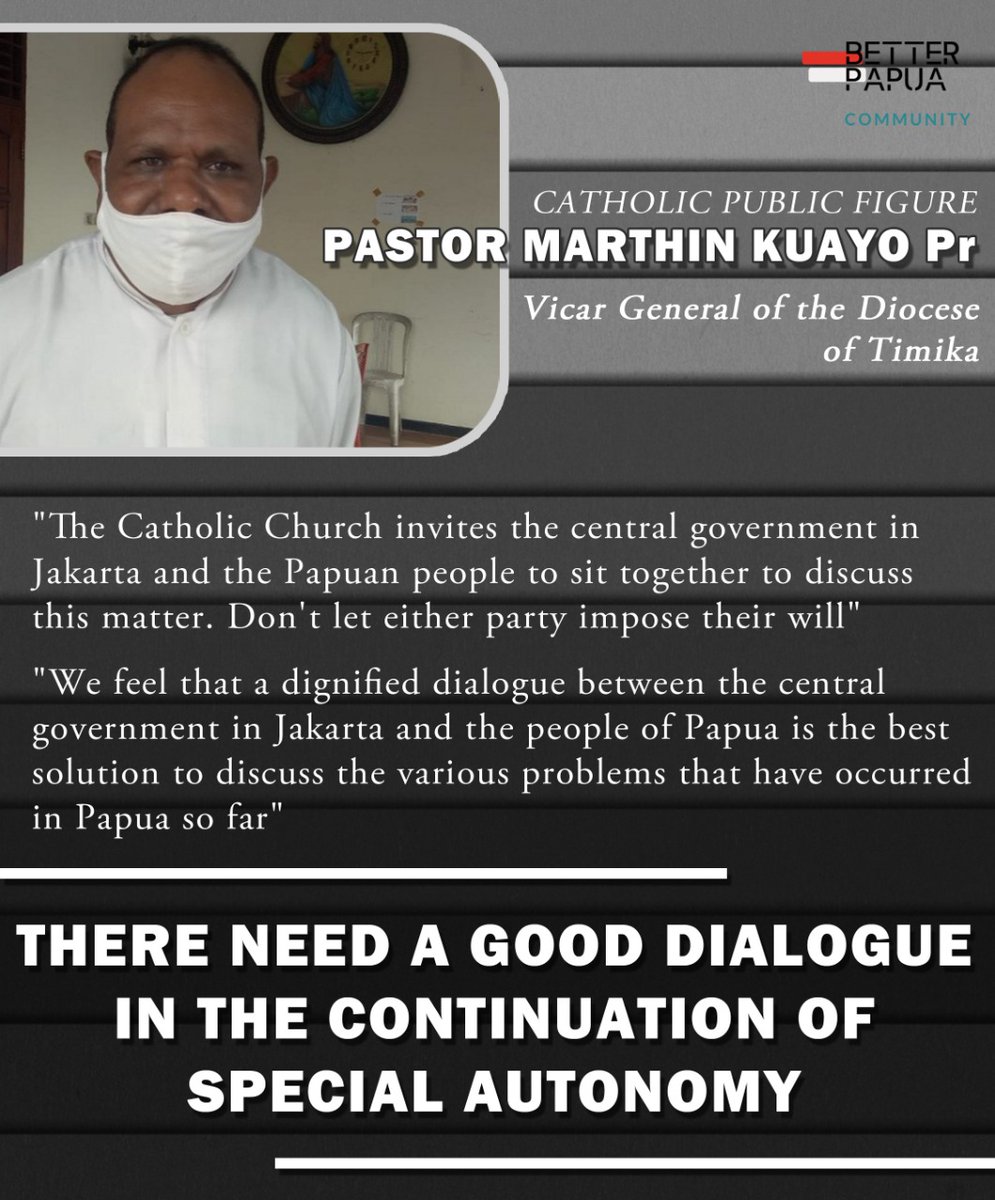 BETTER
PAPUA
COMMUNITY
CATHOLIC PUBLIC FIGURE
PASTOR MARTHIN KUAYO Pr
Vicar General of the Diocese
of Timika
"The Catholic Church invites the central government in
Jakarta and the Papuan people to sit together to discuss
this matter. Don't let either party impose their will"
"We feel that a dignified dialogue between the central
government in Jakarta and the people of Papua is the best
solution to discuss the various problems that have occurred
in Papua so far"
THERE NEED A GOOD DIALOGUE
IN THE CONTINUATION OF
SPECIAL AUTONOMY